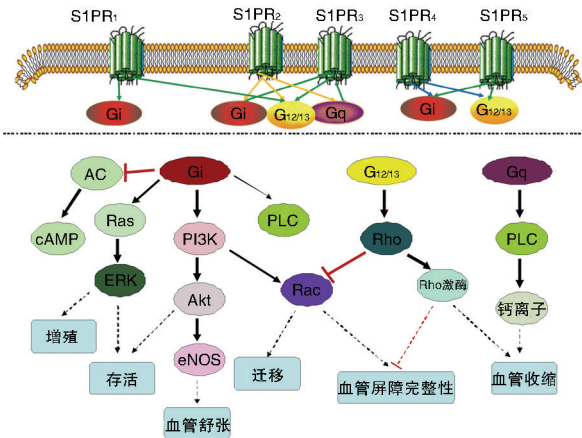 S1PR1 S1PR2 S1PR3 S1PR4 S1PR5
Gi Gi G12/13 Gq Gi G12/13
AC Gi G12/13 Gq
cAMP Ras PI3K PLC Rho PLC
ERK Akt Rac Rho激酶 钙离子
增殖 存活 eNOS 迁移 血管屏障完整性 血管收缩
血管舒张